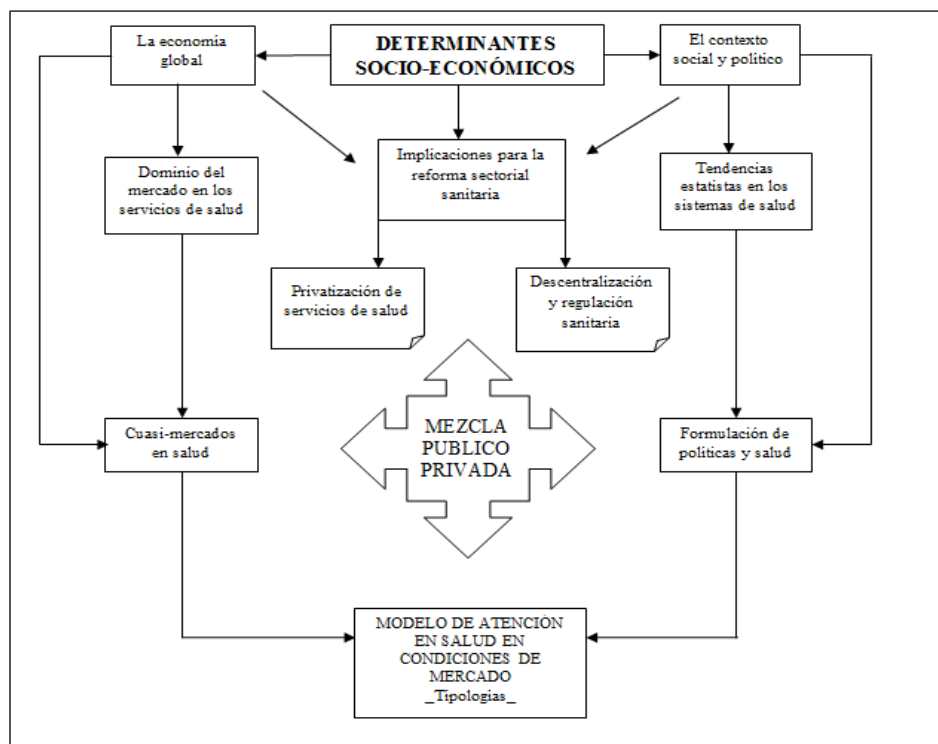 La economía
global
DETERMINANTES
SOCIO-ECONÓMICOS
El contexto
social y político
Dominio del
mercado en los
servicios de salud
Implicaciones para la
reforma sectorial
sanitaria
Tendencias
estatistas en los
sistemas de salud
Privatización de
servicios de salud
Descentralización
y regulación
sanitaria
Cuasi-mercados
en salud
MEZCLA
PUBLICO
PRIVADA
Formulación de
políticas y salud
MODELO DE ATENCIÓN
EN SALUD EN
CONDICIONES DE
MERCADO
_Tipologías_